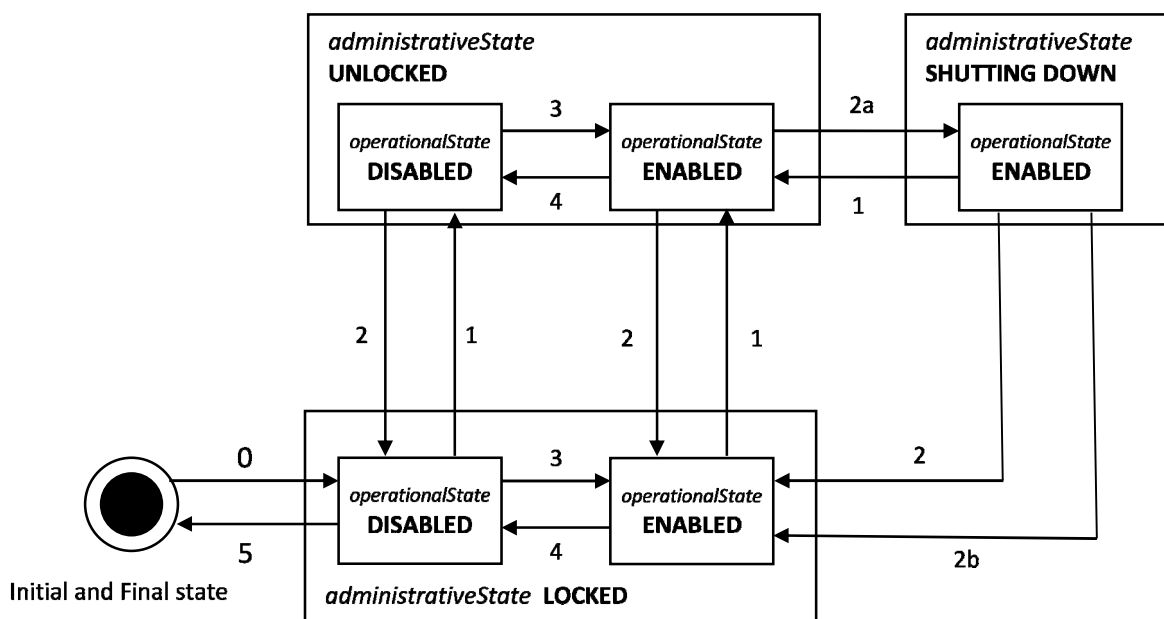 administrativeState
UNLOCKED
administrativeState
SHUTTING DOWN
3
2a
operationalState
DISABLED
operationalState
ENABLED
operationalState
ENABLED
4
1
2
1
2
1
0
3
2
operationalState
DISABLED
operationalState
ENABLED
5
4
2b
Initial and Final state
administrativeState LOCKED